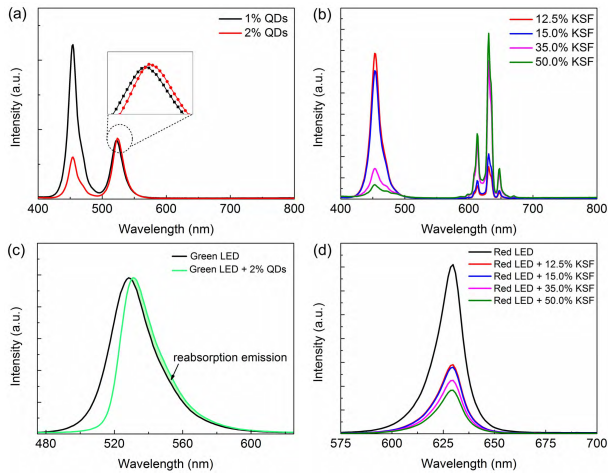 (a)
1% QDs
2% QDs
Intensity (a.u.)
400 500 600 700 800
Wavelength (nm)
(b)
12.5% KSF
15.0% KSF
35.0% KSF
50.0% KSF
Intensity (a.u.)
400 500 600 700 800
Wavelength (nm)
(c)
Green LED
Green LED + 2% QDs
reabsorption emission
Intensity (a.u.)
480 520 560 600
Wavelength (nm)
(d)
Red LED
Red LED + 12.5% KSF
Red LED + 15.0% KSF
Red LED + 35.0% KSF
Red LED + 50.0% KSF
Intensity (a.u.)
575 600 625 650 675 700
Wavelength (nm)